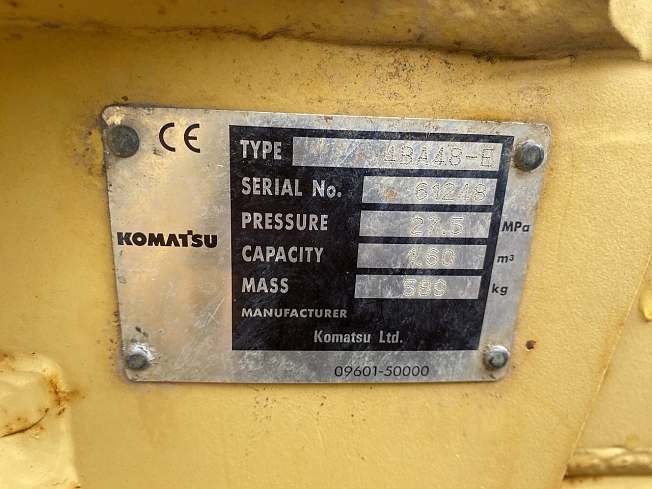 CE
TYPE 4BA48-E
SERIAL No. 61248
PRESSURE 27.5 MPa
KOMATSU
CAPACITY 1.60 m³
MASS 589 kg
MANUFACTURER
Komatsu Ltd.
09601-50000